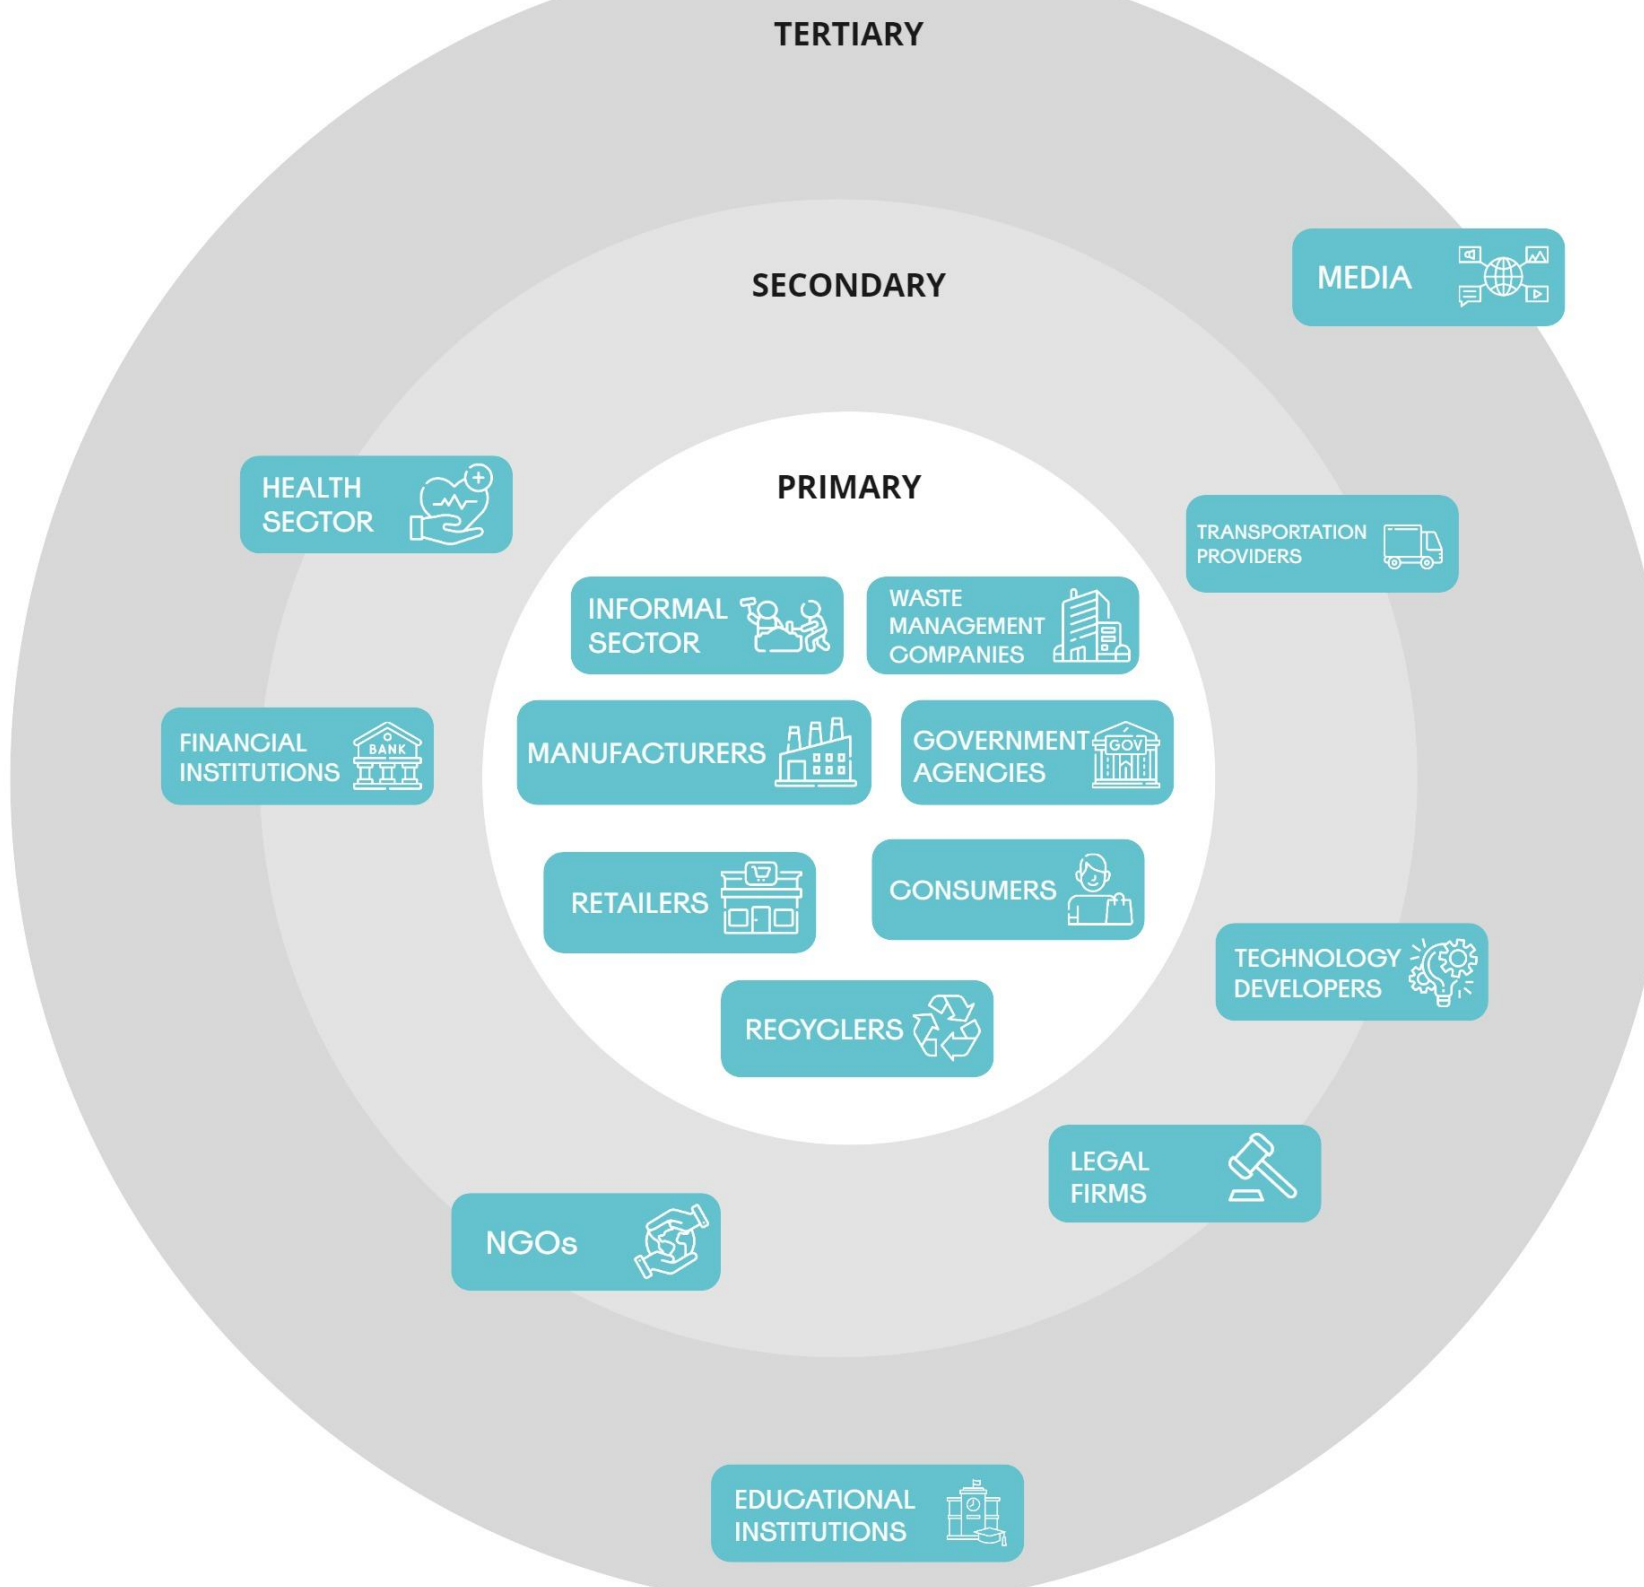 TERTIARY
MEDIA
SECONDARY
HEALTH
SECTOR
PRIMARY
TRANSPORTATION
PROVIDERS
INFORMAL
SECTOR
WASTE
MANAGEMENT
COMPANIES
FINANCIAL
INSTITUTIONS
BANK
MANUFACTURERS
GOVERNMENT
AGENCIES
GOV
RETAILERS
CONSUMERS
TECHNOLOGY
DEVELOPERS
RECYCLERS
LEGAL
FIRMS
NGOs
EDUCATIONAL
INSTITUTIONS